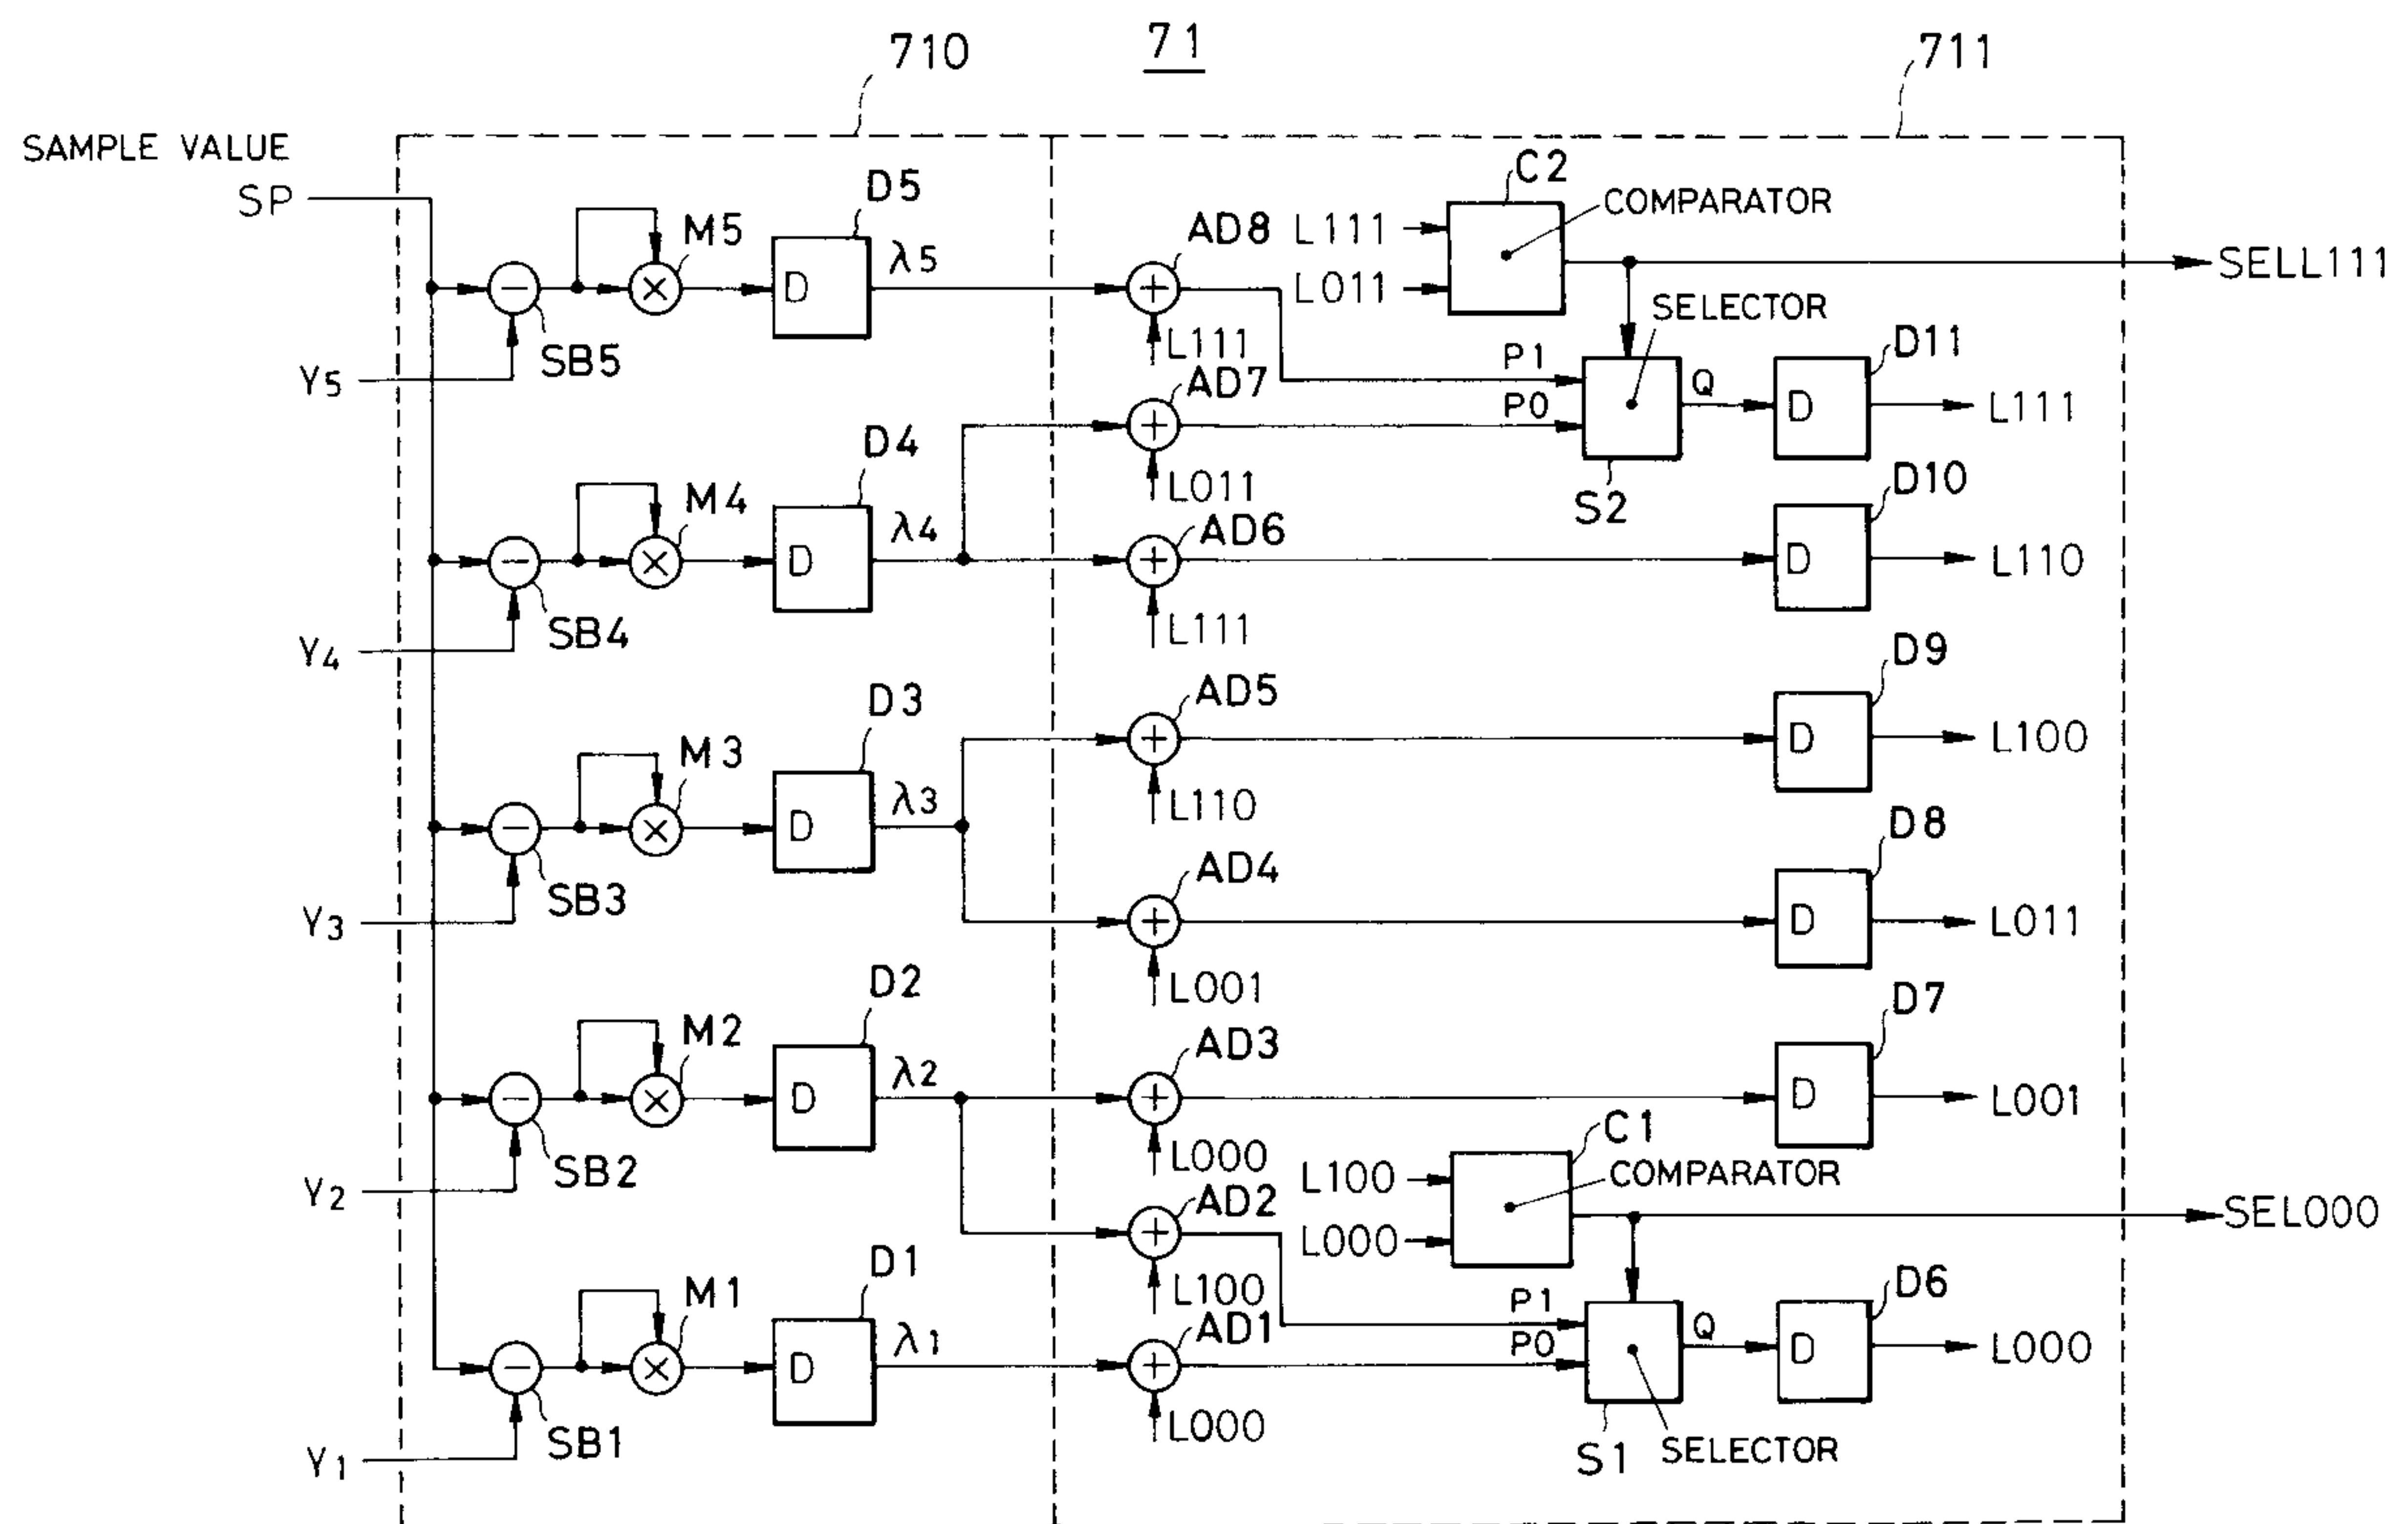 71
710
711
SAMPLE VALUE
SP
D5
M5
D
λ5
SB5
Y5
AD8
L111
L111
L011
C2
COMPARATOR
SELL111
SELECTOR
P1
P0
Q
D11
D
L111
S2
AD7
L011
D4
M4
D
λ4
SB4
Y4
AD6
L111
D10
D
L110
D3
M3
D
λ3
SB3
Y3
AD5
L110
D9
D
L100
AD4
L001
D8
D
L011
D2
M2
D
λ2
SB2
Y2
AD3
L000
D7
D
L001
AD2
L100
C1
COMPARATOR
L100
L000
SEL000
D1
M1
D
λ1
SB1
Y1
AD1
L000
P1
P0
Q
D6
D
L000
S1
SELECTOR